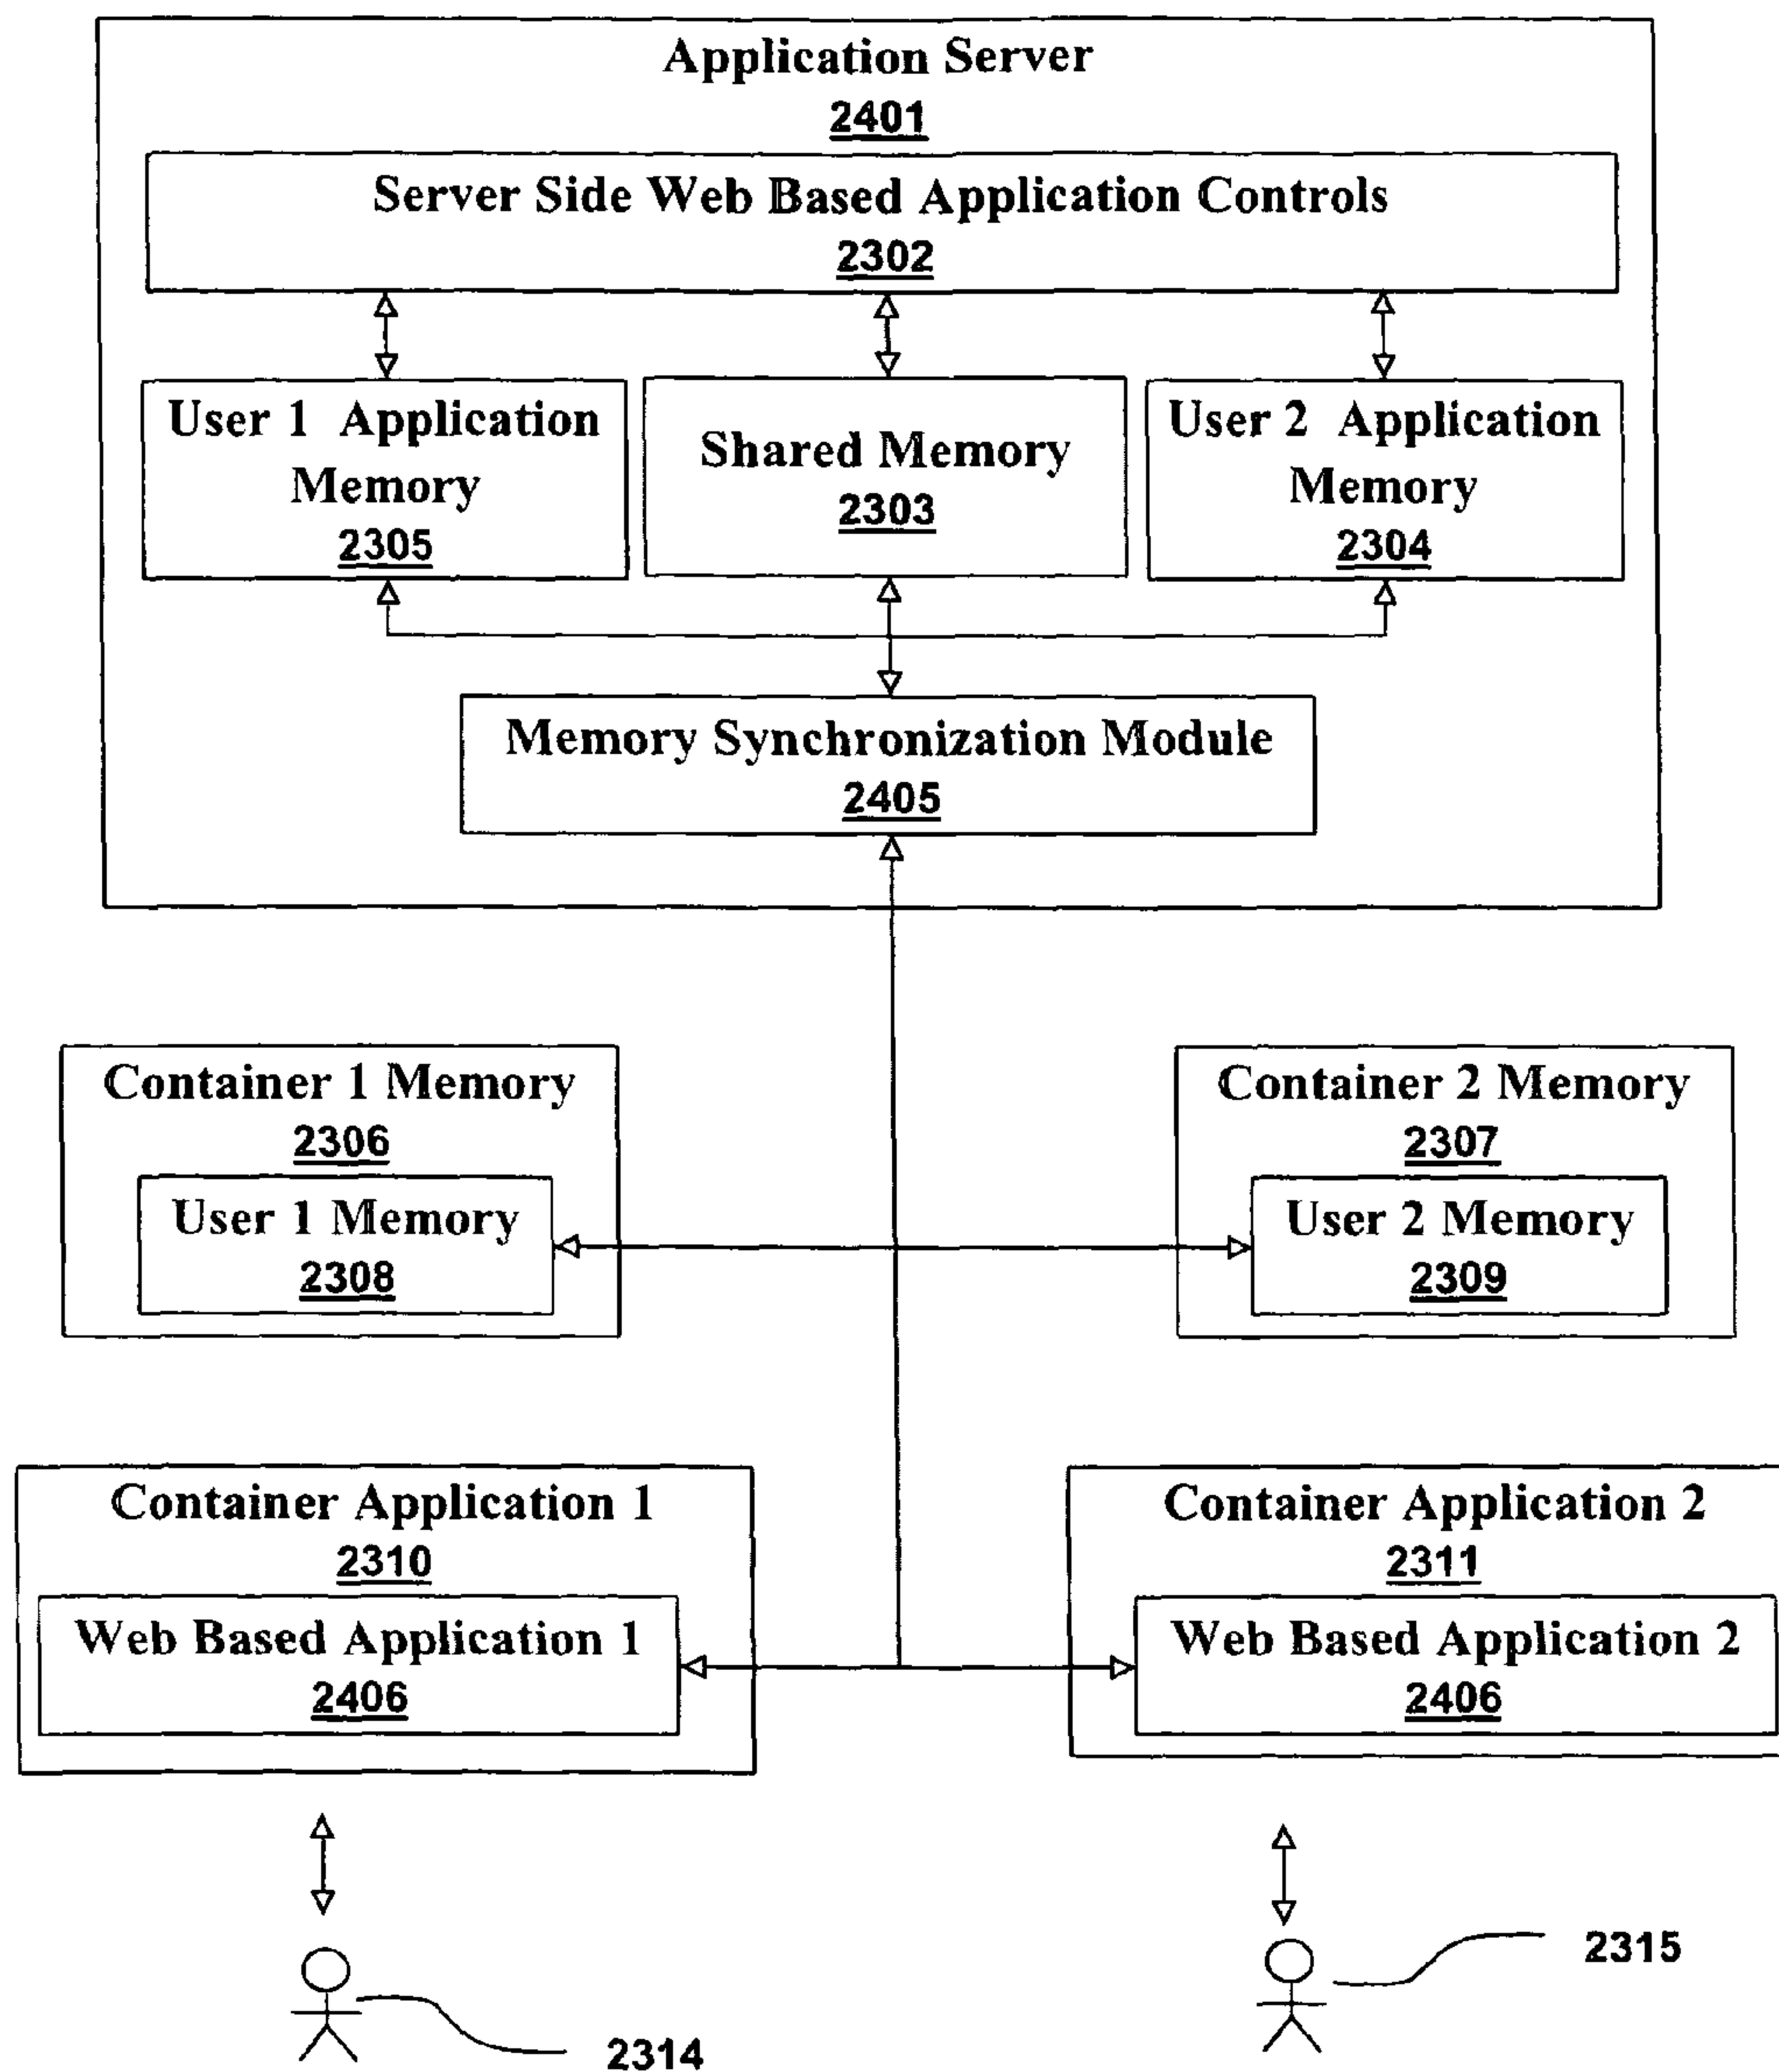 Application Server
2401
Server Side Web Based Application Controls
2302
User 1 Application
Memory
2305
Shared Memory
2303
User 2 Application
Memory
2304
Memory Synchronization Module
2405
Container 1 Memory
2306
User 1 Memory
2308
Container 2 Memory
2307
User 2 Memory
2309
Container Application 1
2310
Web Based Application 1
2406
Container Application 2
2311
Web Based Application 2
2406
2314
2315